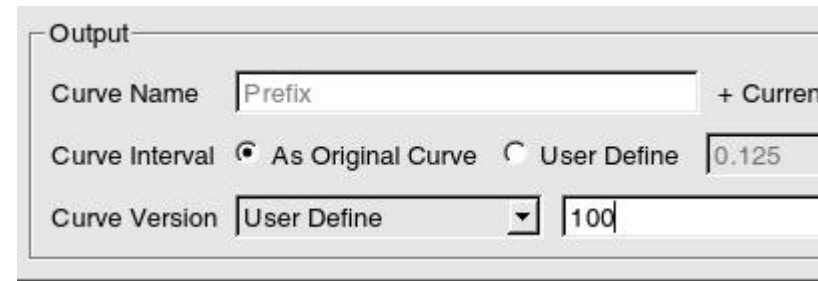 Output
Curve Name Prefix + Curren
Curve Interval As Original Curve User Define 0.125
Curve Version User Define 100